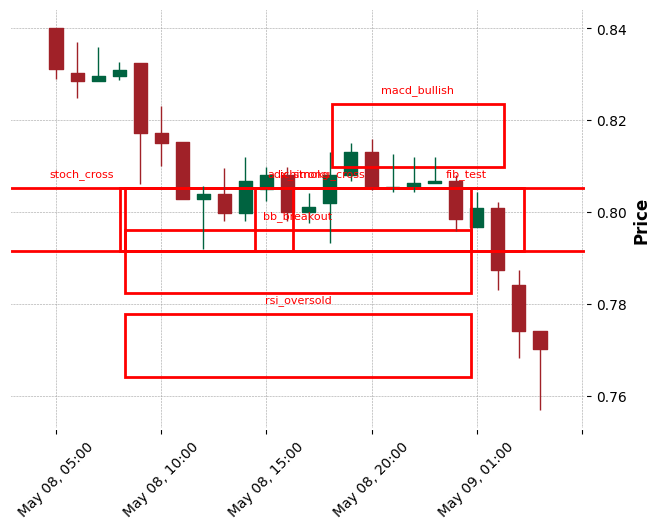 0.84
macd_bullish
0.82
stoch_cross
fib_test
bb_breakout
0.80
Price
rsi_oversold
0.78
0.76
May 08, 05:00
May 08, 10:00
May 08, 15:00
May 08, 20:00
May 09, 01:00